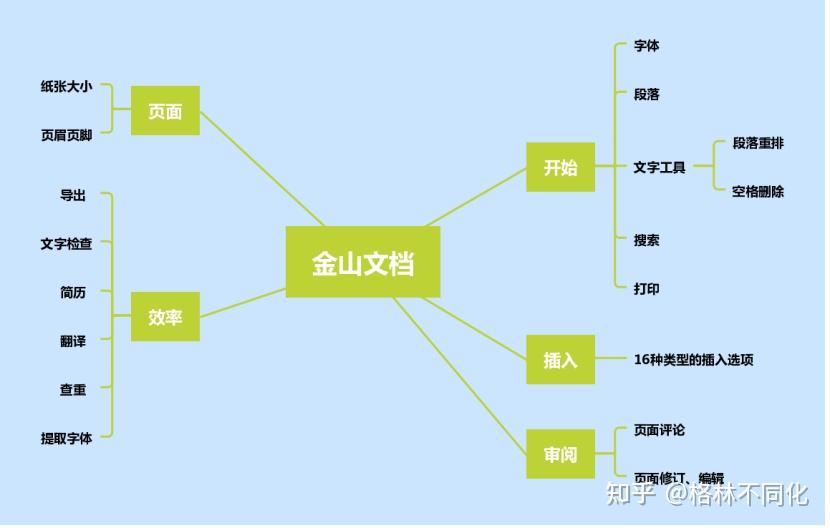 金山文档
开始
字体
段落
文字工具
段落重排
空格删除
搜索
打印
插入
16种类型的插入选项
审阅
页面评论
页面修订、编辑
页面
纸张大小
页眉页脚
效率
导出
文字检查
简历
翻译
查重
提取字体
知乎 @格林不同化